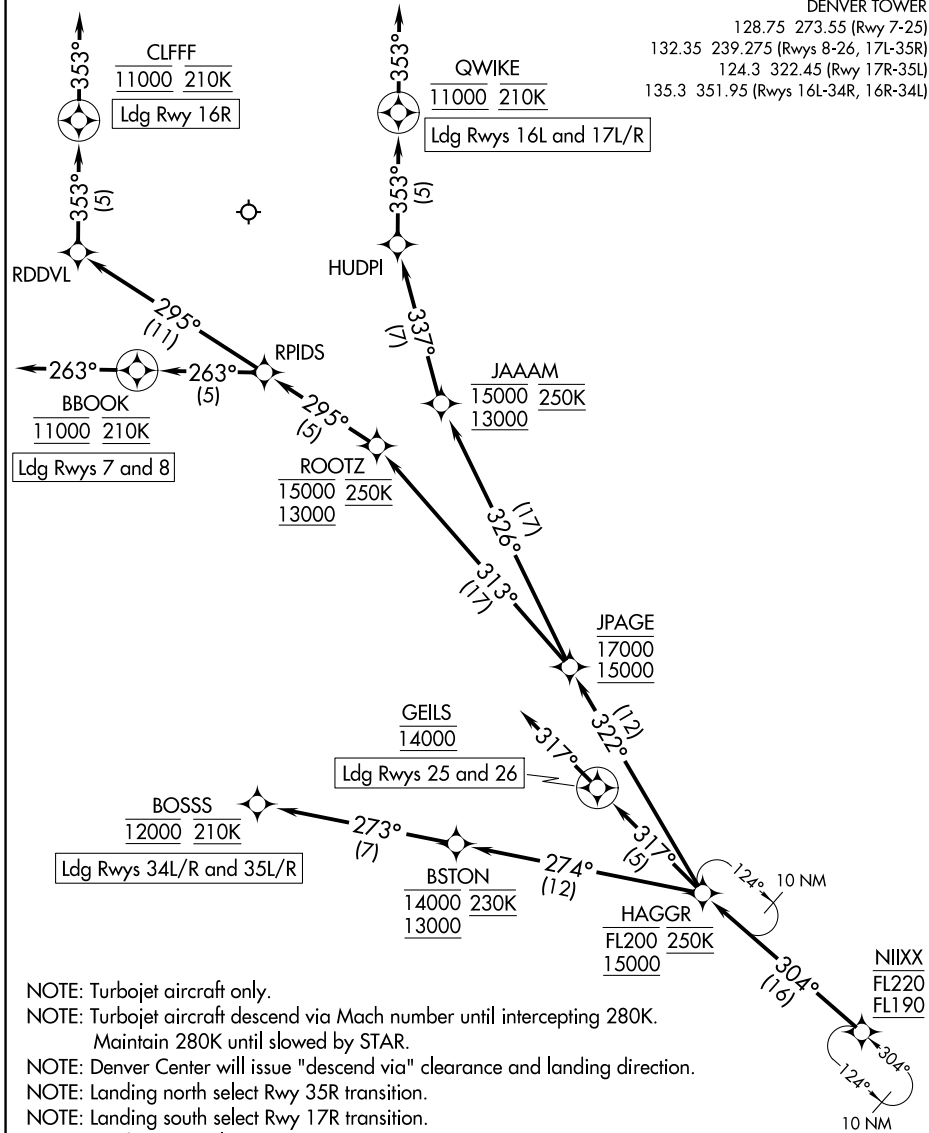 DENVER TOWER
128.75 273.55 (Rwy 7-25)
132.35 239.275 (Rwys 8-26, 17L-35R)
124.3 322.45 (Rwy 17R-35L)
135.3 351.95 (Rwys 16L-34R, 16R-34L)
353°
CLFFF
11000 210K
Ldg Rwy 16R
353°
(5)
RDDVL
353°
QWIKE
11000 210K
Ldg Rwys 16L and 17L/R
353°
(5)
HUDPI
295°
(11)
RPIDS
337°
(7)
263°
263°
(5)
BBOOK
11000 210K
Ldg Rwys 7 and 8
295°
(5)
JAAAM
15000 250K
13000
ROOTZ
15000 250K
13000
326°
(17)
313°
(17)
JPAGE
17000
15000
322°
(12)
GEILS
14000
Ldg Rwys 25 and 26
317°
317°
(5)
BOSSS
12000 210K
Ldg Rwys 34L/R and 35L/R
273°
(7)
BSTON
14000 230K
13000
274°
(12)
HAGGR
FL200 250K
15000
124°
10 NM
304°
(16)
NIIXX
FL220
FL190
304°
124°
10 NM
NOTE: Turbojet aircraft only.
NOTE: Turbojet aircraft descend via Mach number until intercepting 280K.
Maintain 280K until slowed by STAR.
NOTE: Denver Center will issue "descend via" clearance and landing direction.
NOTE: Landing north select Rwy 35R transition.
NOTE: Landing south select Rwy 17R transition.